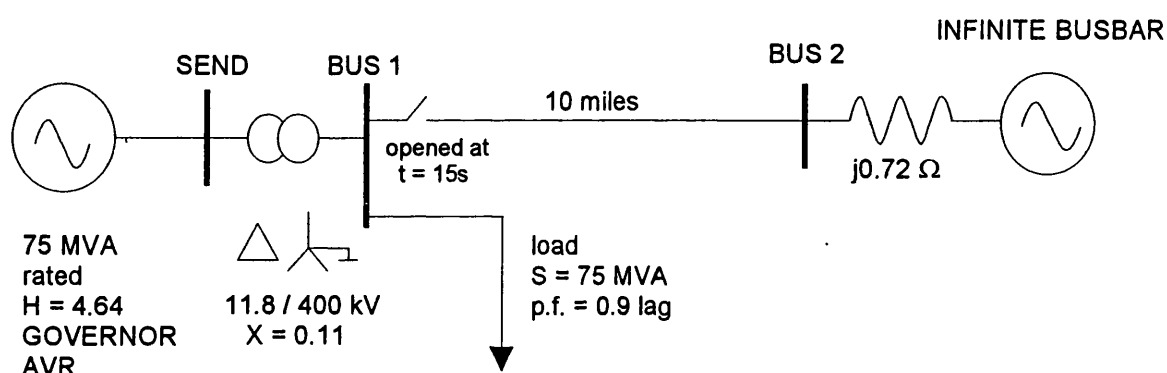 INFINITE BUSBAR
SEND
BUS 1
BUS 2
10 miles
opened at
t = 15s
j0.72 Ω
75 MVA
rated
H = 4.64
GOVERNOR
AVR
11.8 / 400 kV
X = 0.11
load
S = 75 MVA
p.f. = 0.9 lag